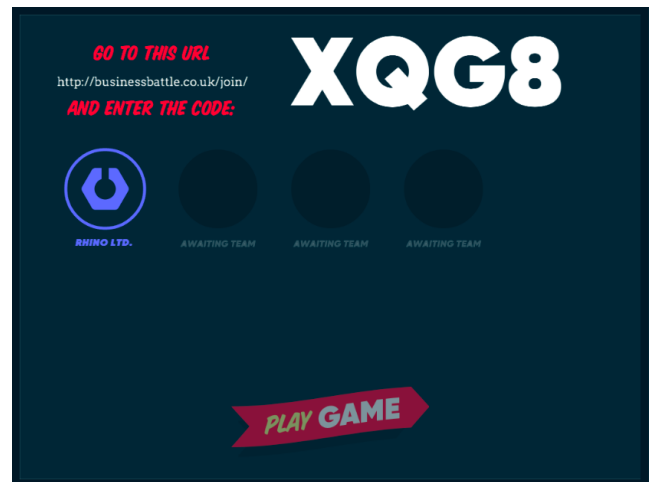 GO TO THIS URL
http://businessbattle.co.uk/join/
AND ENTER THE CODE:
XQG8
RHINO LTD.
AWAITING TEAM
AWAITING TEAM
AWAITING TEAM
PLAY GAME